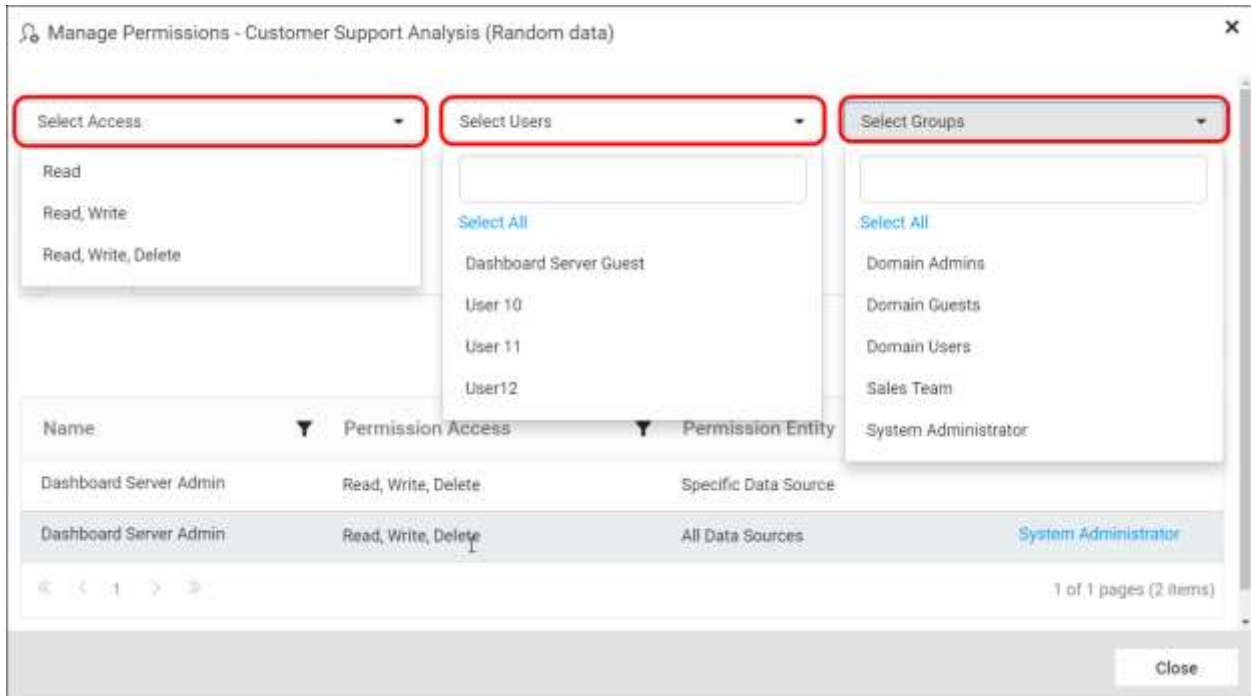 Manage Permissions - Customer Support Analysis (Random data)
Select Access
Select Users
Select Groups
Read
Read, Write
Read, Write, Delete
Select All
Dashboard Server Guest
User 10
User 11
User12
Select All
Domain Admins
Domain Guests
Domain Users
Sales Team
System Administrator
Name
Permission Access
Permission Entity
Dashboard Server Admin Read, Write, Delete Specific Data Source
Dashboard Server Admin Read, Write, Delete All Data Sources System Administrator
1
1 of 1 pages (2 items)
Close